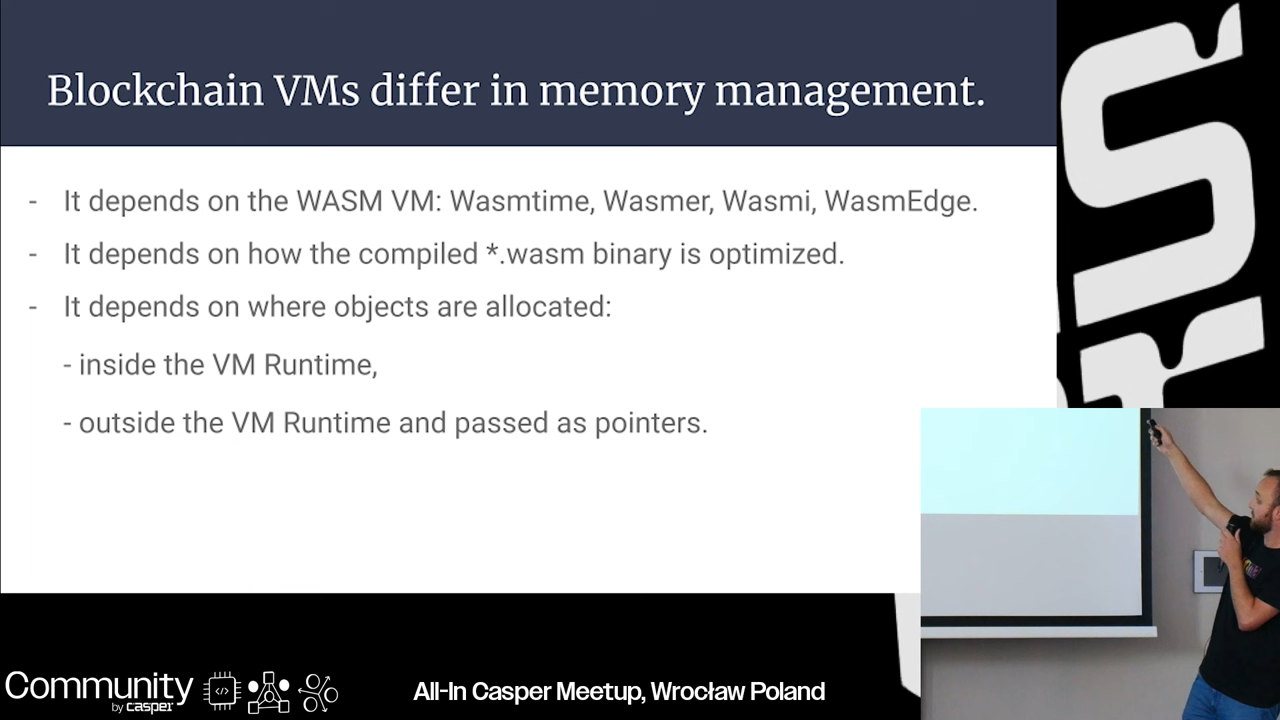 Blockchain VMs differ in memory management.
- It depends on the WASM VM: Wasmtime, Wasmer, Wasmi, WasmEdge.
- It depends on how the compiled *.wasm binary is optimized.
- It depends on where objects are allocated:
- inside the VM Runtime,
- outside the VM Runtime and passed as pointers.
Community
by casper
All-In Casper Meetup, Wrocław Poland